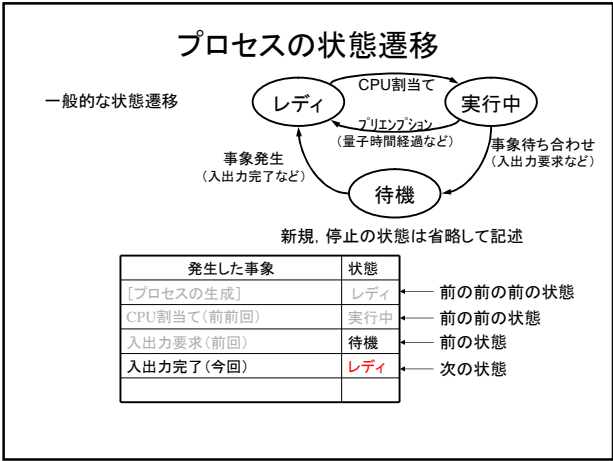 プロセスの状態遷移
一般的な状態遷移
レディ
CPU割当て
実行中
プリエンプション
(量子時間経過など)
事象発生
(入出力完了など)
事象待ち合わせ
(入出力要求など)
待機
新規, 停止の状態は省略して記述
発生した事象 状態
[プロセスの生成] レディ 前の前の前の状態
CPU割当て(前前回) 実行中 前の前の状態
入出力要求(前回) 待機 前の状態
入出力完了(今回) レディ 次の状態